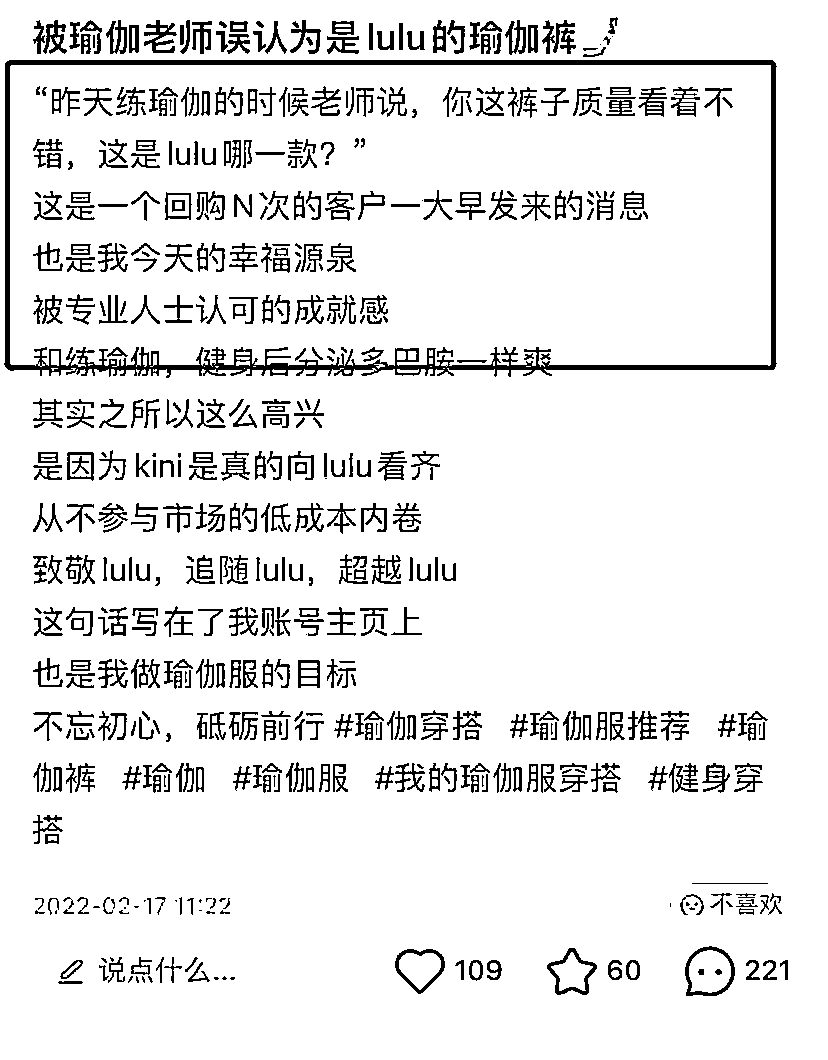 被瑜伽老师误认为是lulu的瑜伽裤
“昨天练瑜伽的时候老师说，你这裤子质量看着不
错，这是lulu哪一款？”
这是一个回购N次的客户一大早发来的消息
也是我今天的幸福源泉
被专业人士认可的成就感
和练瑜伽，健身后分泌多巴胺一样爽
其实之所以这么高兴
是因为kini是真的向lulu看齐
从不参与市场的低成本内卷
致敬lulu，追随lulu，超越lulu
这句话写在了我账号主页上
也是我做瑜伽服的目标
不忘初心，砥砺前行 #瑜伽穿搭 #瑜伽服推荐 #瑜
伽裤 #瑜伽 #瑜伽服 #我的瑜伽服穿搭 #健身穿
搭
2022-02-17 11:22
不喜欢
说点什么...
109
60
221